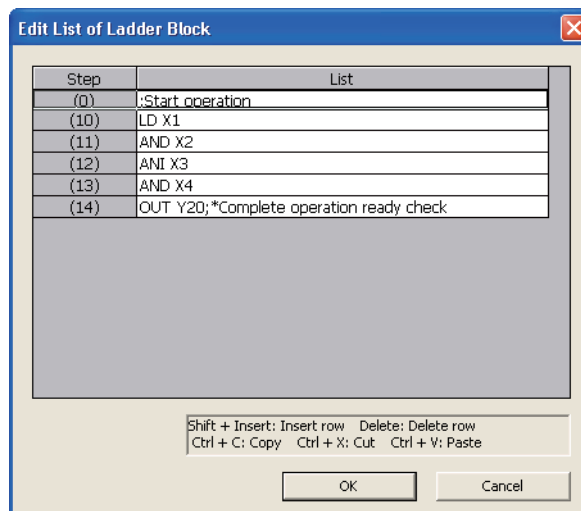 Edit List of Ladder Block
Step List
(0) ;Start operation
(10) LD X1
(11) AND X2
(12) ANI X3
(13) AND X4
(14) OUT Y20;*Complete operation ready check
Shift + Insert: Insert row Delete: Delete row
Ctrl + C: Copy Ctrl + X: Cut Ctrl + V: Paste
OK Cancel